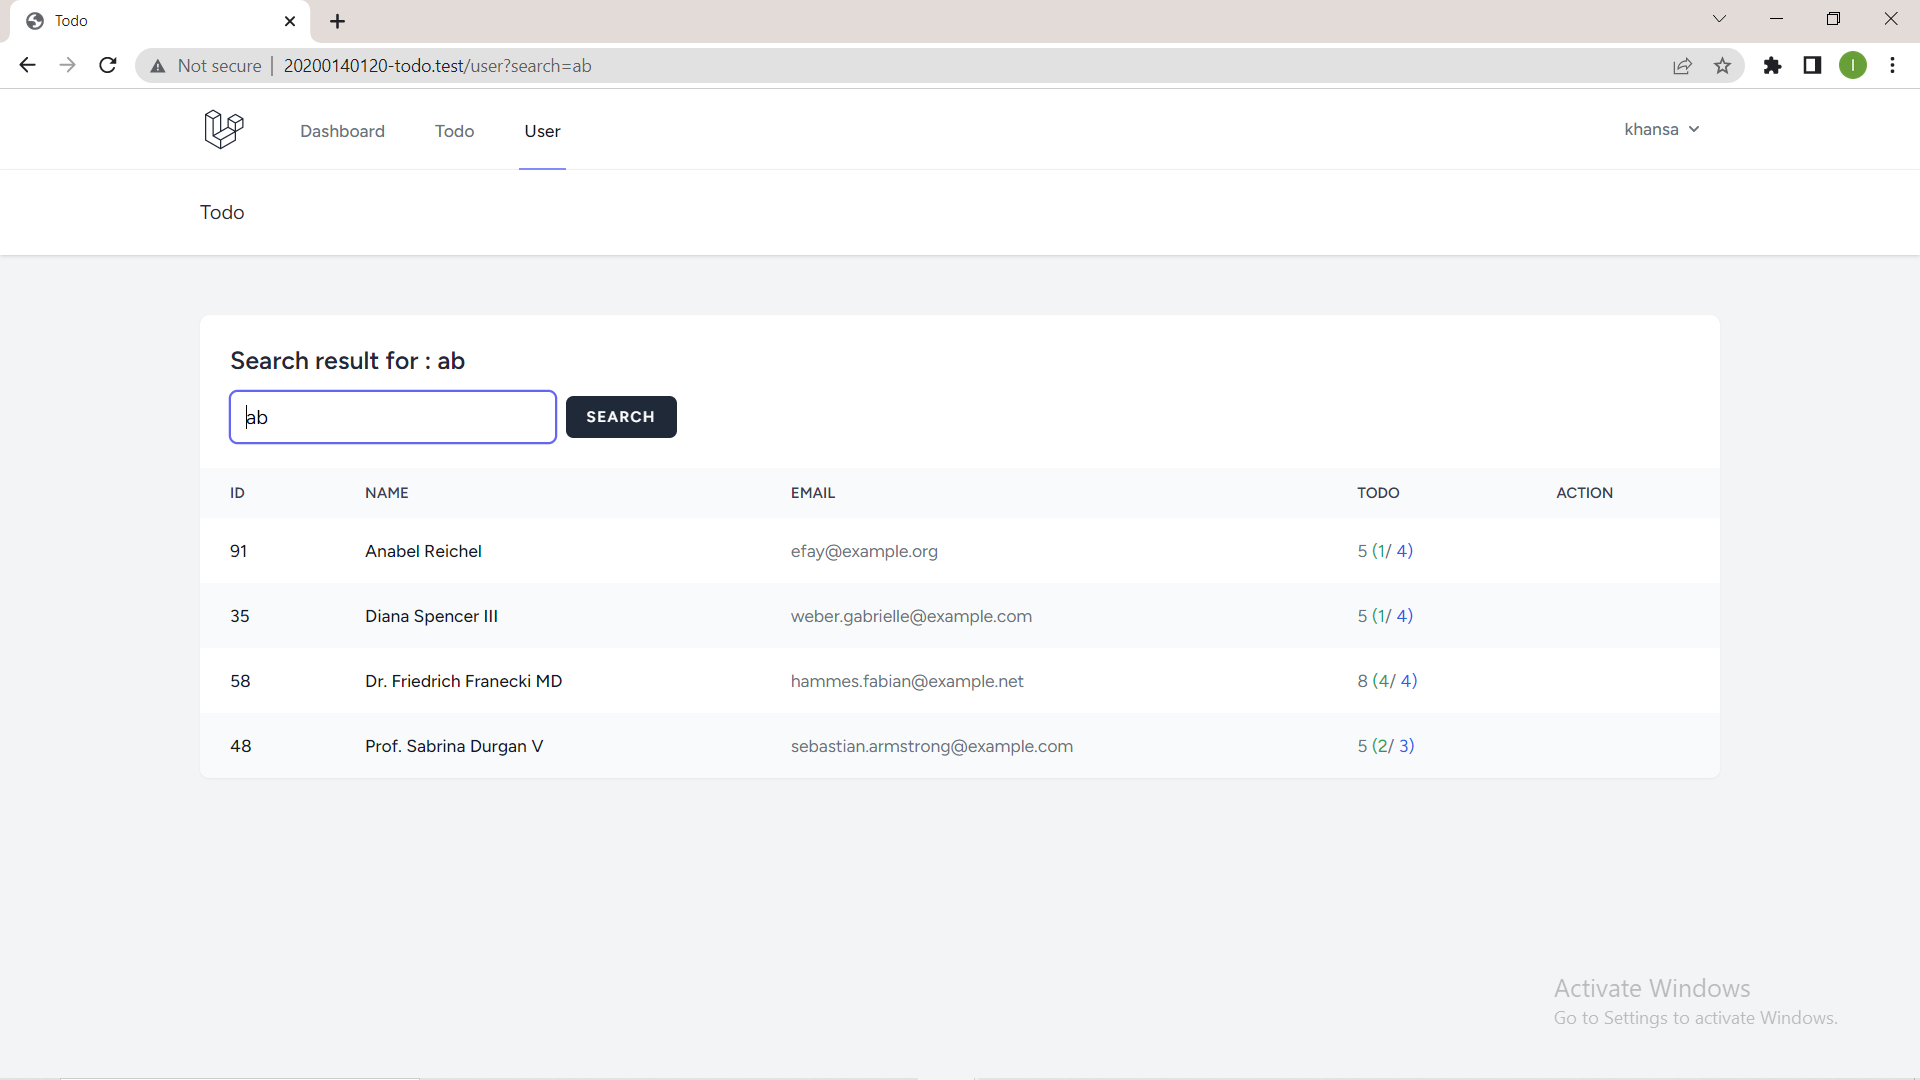 Todo
Not secure | 20200140120-todo.test/user?search=ab
I
Dashboard Todo User khansa
Todo
Search result for : ab
ab SEARCH
ID NAME EMAIL TODO ACTION
91 Anabel Reichel efay@example.org 5 (1/ 4)
35 Diana Spencer III weber.gabrielle@example.com 5 (1/ 4)
58 Dr. Friedrich Franecki MD hammes.fabian@example.net 8 (4/ 4)
48 Prof. Sabrina Durgan V sebastian.armstrong@example.com 5 (2/ 3)
Activate Windows
Go to Settings to activate Windows.